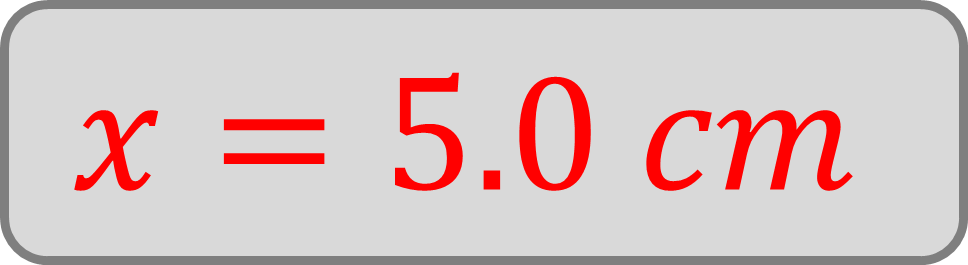 x = 5.0 cm